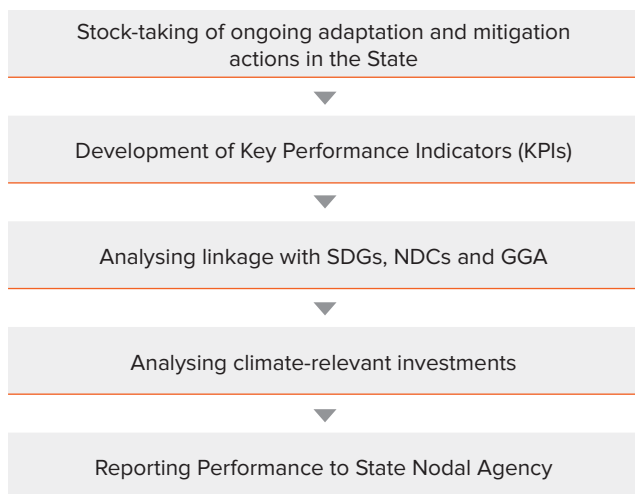 Stock-taking of ongoing adaptation and mitigation
actions in the State
Development of Key Performance Indicators (KPIs)
Analysing linkage with SDGs, NDCs and GGA
Analysing climate-relevant investments
Reporting Performance to State Nodal Agency